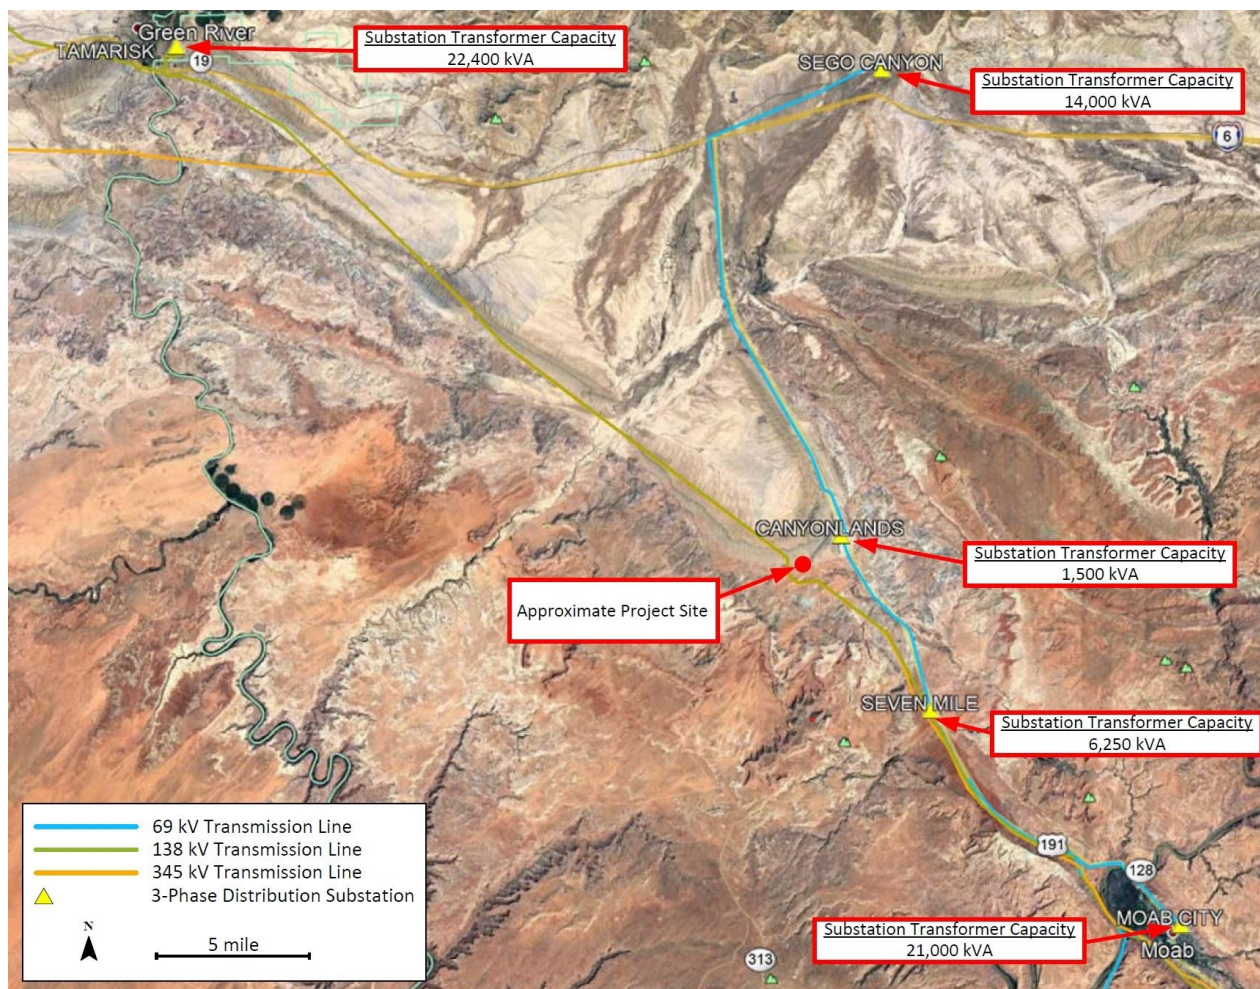 Green River
TAMARISK
19
Substation Transformer Capacity
22,400 kVA
SEGO CANYON
Substation Transformer Capacity
14,000 kVA
6
CANYONLANDS
Substation Transformer Capacity
1,500 kVA
Approximate Project Site
SEVEN MILE
Substation Transformer Capacity
6,250 kVA
69 kV Transmission Line
138 kV Transmission Line
345 kV Transmission Line
3-Phase Distribution Substation
N
5 mile
191
128
MOAB CITY
Moab
Substation Transformer Capacity
21,000 kVA
313